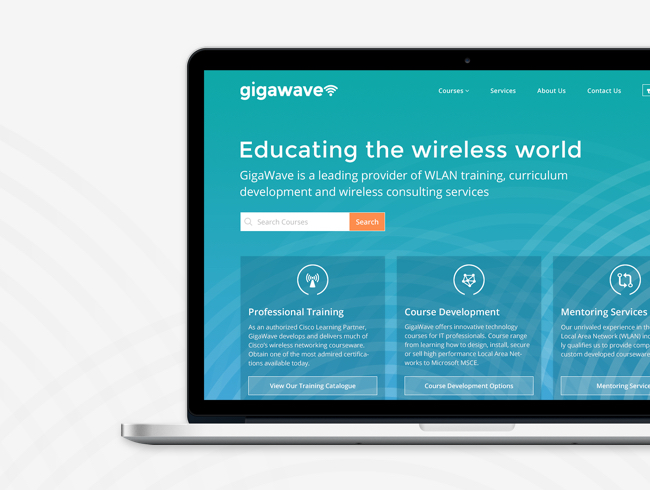 gigawave
Courses
Services
About Us
Contact Us
Educating the wireless world
GigaWave is a leading provider of WLAN training, curriculum
development and wireless consulting services
Search Courses
Search
Professional Training
As an authorized Cisco Learning Partner,
GigaWave develops and delivers much of
Cisco's wireless networking courseware.
Obtain one of the most admired certifica-
tions available today.
View Our Training Catalogue
Course Development
GigaWave offers innovative technology
courses for IT professionals. Course range
from learning how to design, install, secure
or sell high performance Local Area Net-
works to Microsoft MSCE.
Course Development Options
Mentoring Services
Our unrivaled experience in th
Local Area Network (WLAN) ind
ly qualifies us to provide comp
custom developed courseware
Mentoring Service